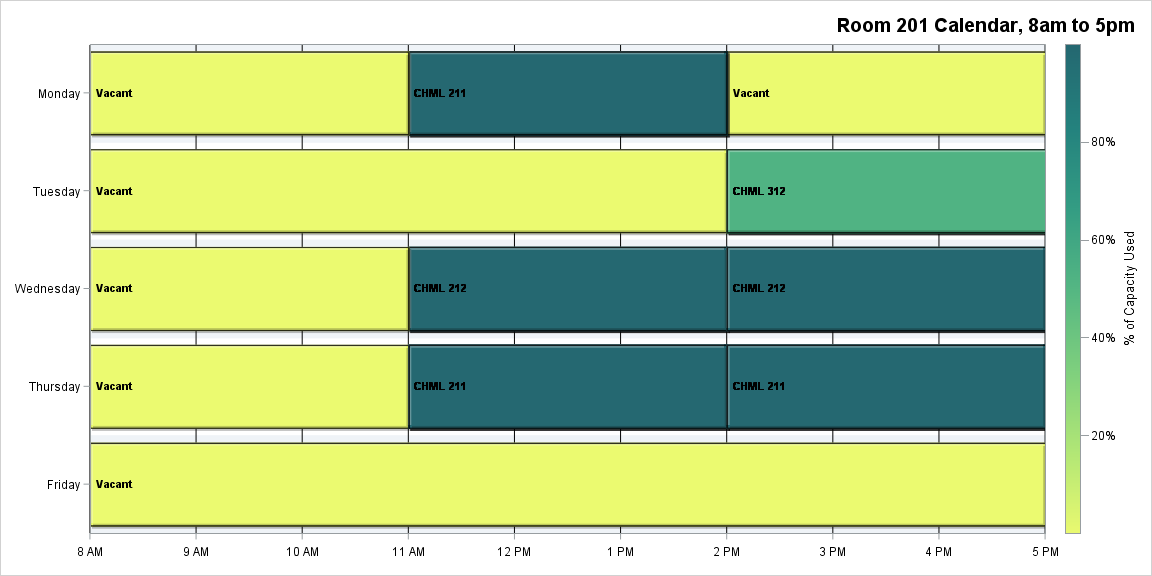 Room 201 Calendar, 8am to 5pm
Monday
Vacant
CHML 211
Vacant
Tuesday
Vacant
CHML 312
Wednesday
Vacant
CHML 212
CHML 212
Thursday
Vacant
CHML 211
CHML 211
Friday
Vacant
8 AM
9 AM
10 AM
11 AM
12 PM
1 PM
2 PM
3 PM
4 PM
5 PM
80%
60%
40%
20%
% of Capacity Used